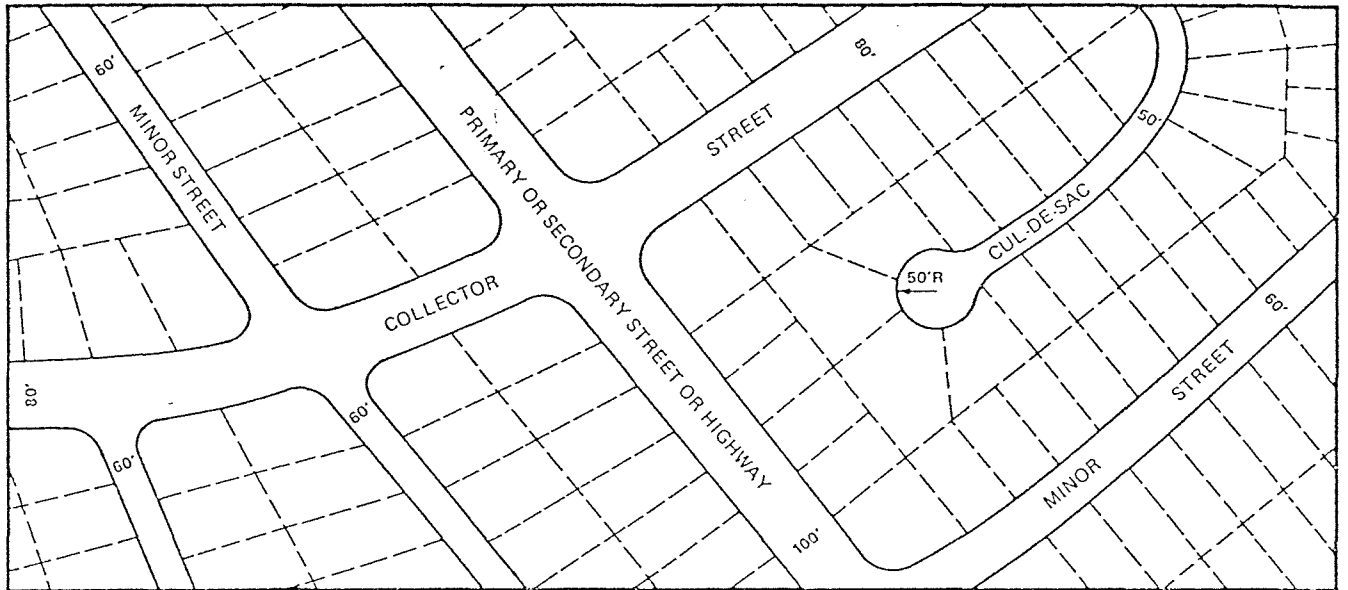 60'
MINOR STREET
PRIMARY OR SECONDARY STREET OR HIGHWAY
80'
STREET
50'
CUL-DE-SAC
50'R
COLLECTOR
80'
60'
60'
60'
STREET
MINOR
100'